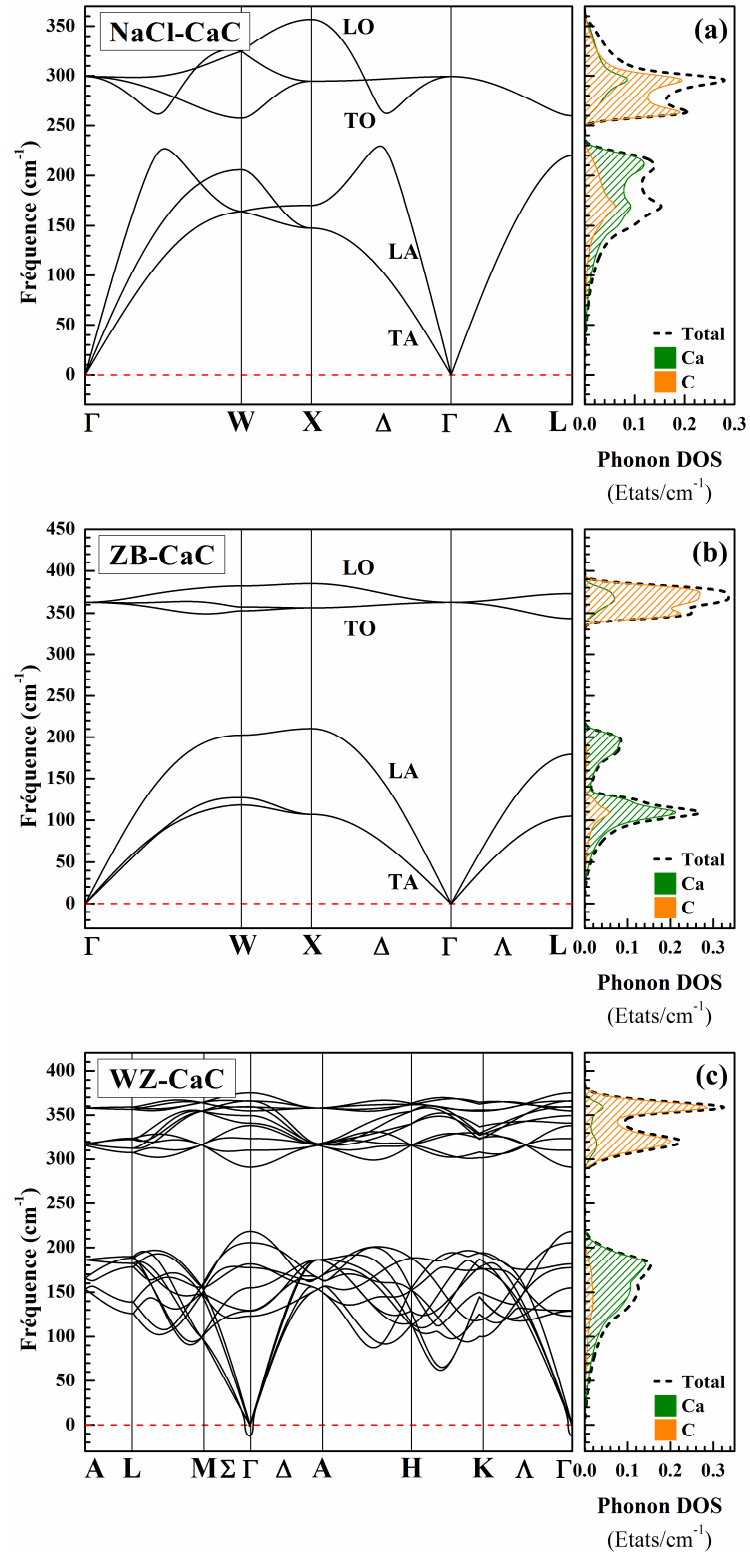 NaCl-CaC
LO
TO
LA
TA
(a)
Fréquence (cm-1)
350
300
250
200
150
100
50
0
Γ W X Δ Γ Λ L
Total
Ca
C
0.0 0.1 0.2 0.3
Phonon DOS
(Etats/cm-1)
ZB-CaC
LO
TO
LA
TA
(b)
Fréquence (cm-1)
450
400
350
300
250
200
150
100
50
0
Γ W X Δ Γ Λ L
Total
Ca
C
0.0 0.1 0.2 0.3
Phonon DOS
(Etats/cm-1)
WZ-CaC
(c)
Fréquence (cm-1)
400
350
300
250
200
150
100
50
0
A L M Σ Γ Δ A H K Λ Γ
Total
Ca
C
0.0 0.1 0.2 0.3
Phonon DOS
(Etats/cm-1)